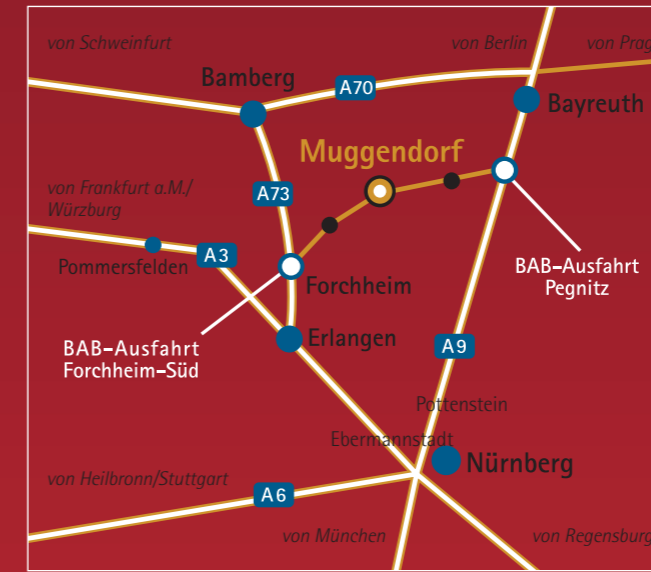 von Schweinfurt
von Berlin
von Prag
Bamberg
A70
Bayreuth
Muggendorf
von Frankfurt a.M./
Würzburg
A73
Pommersfelden
A3
Forchheim
BAB-Ausfahrt
Pegnitz
BAB-Ausfahrt
Forchheim-Süd
Erlangen
A9
Pottenstein
Ebermannstadt
Nürnberg
von Heilbronn/Stuttgart
A6
von München
von Regensburg